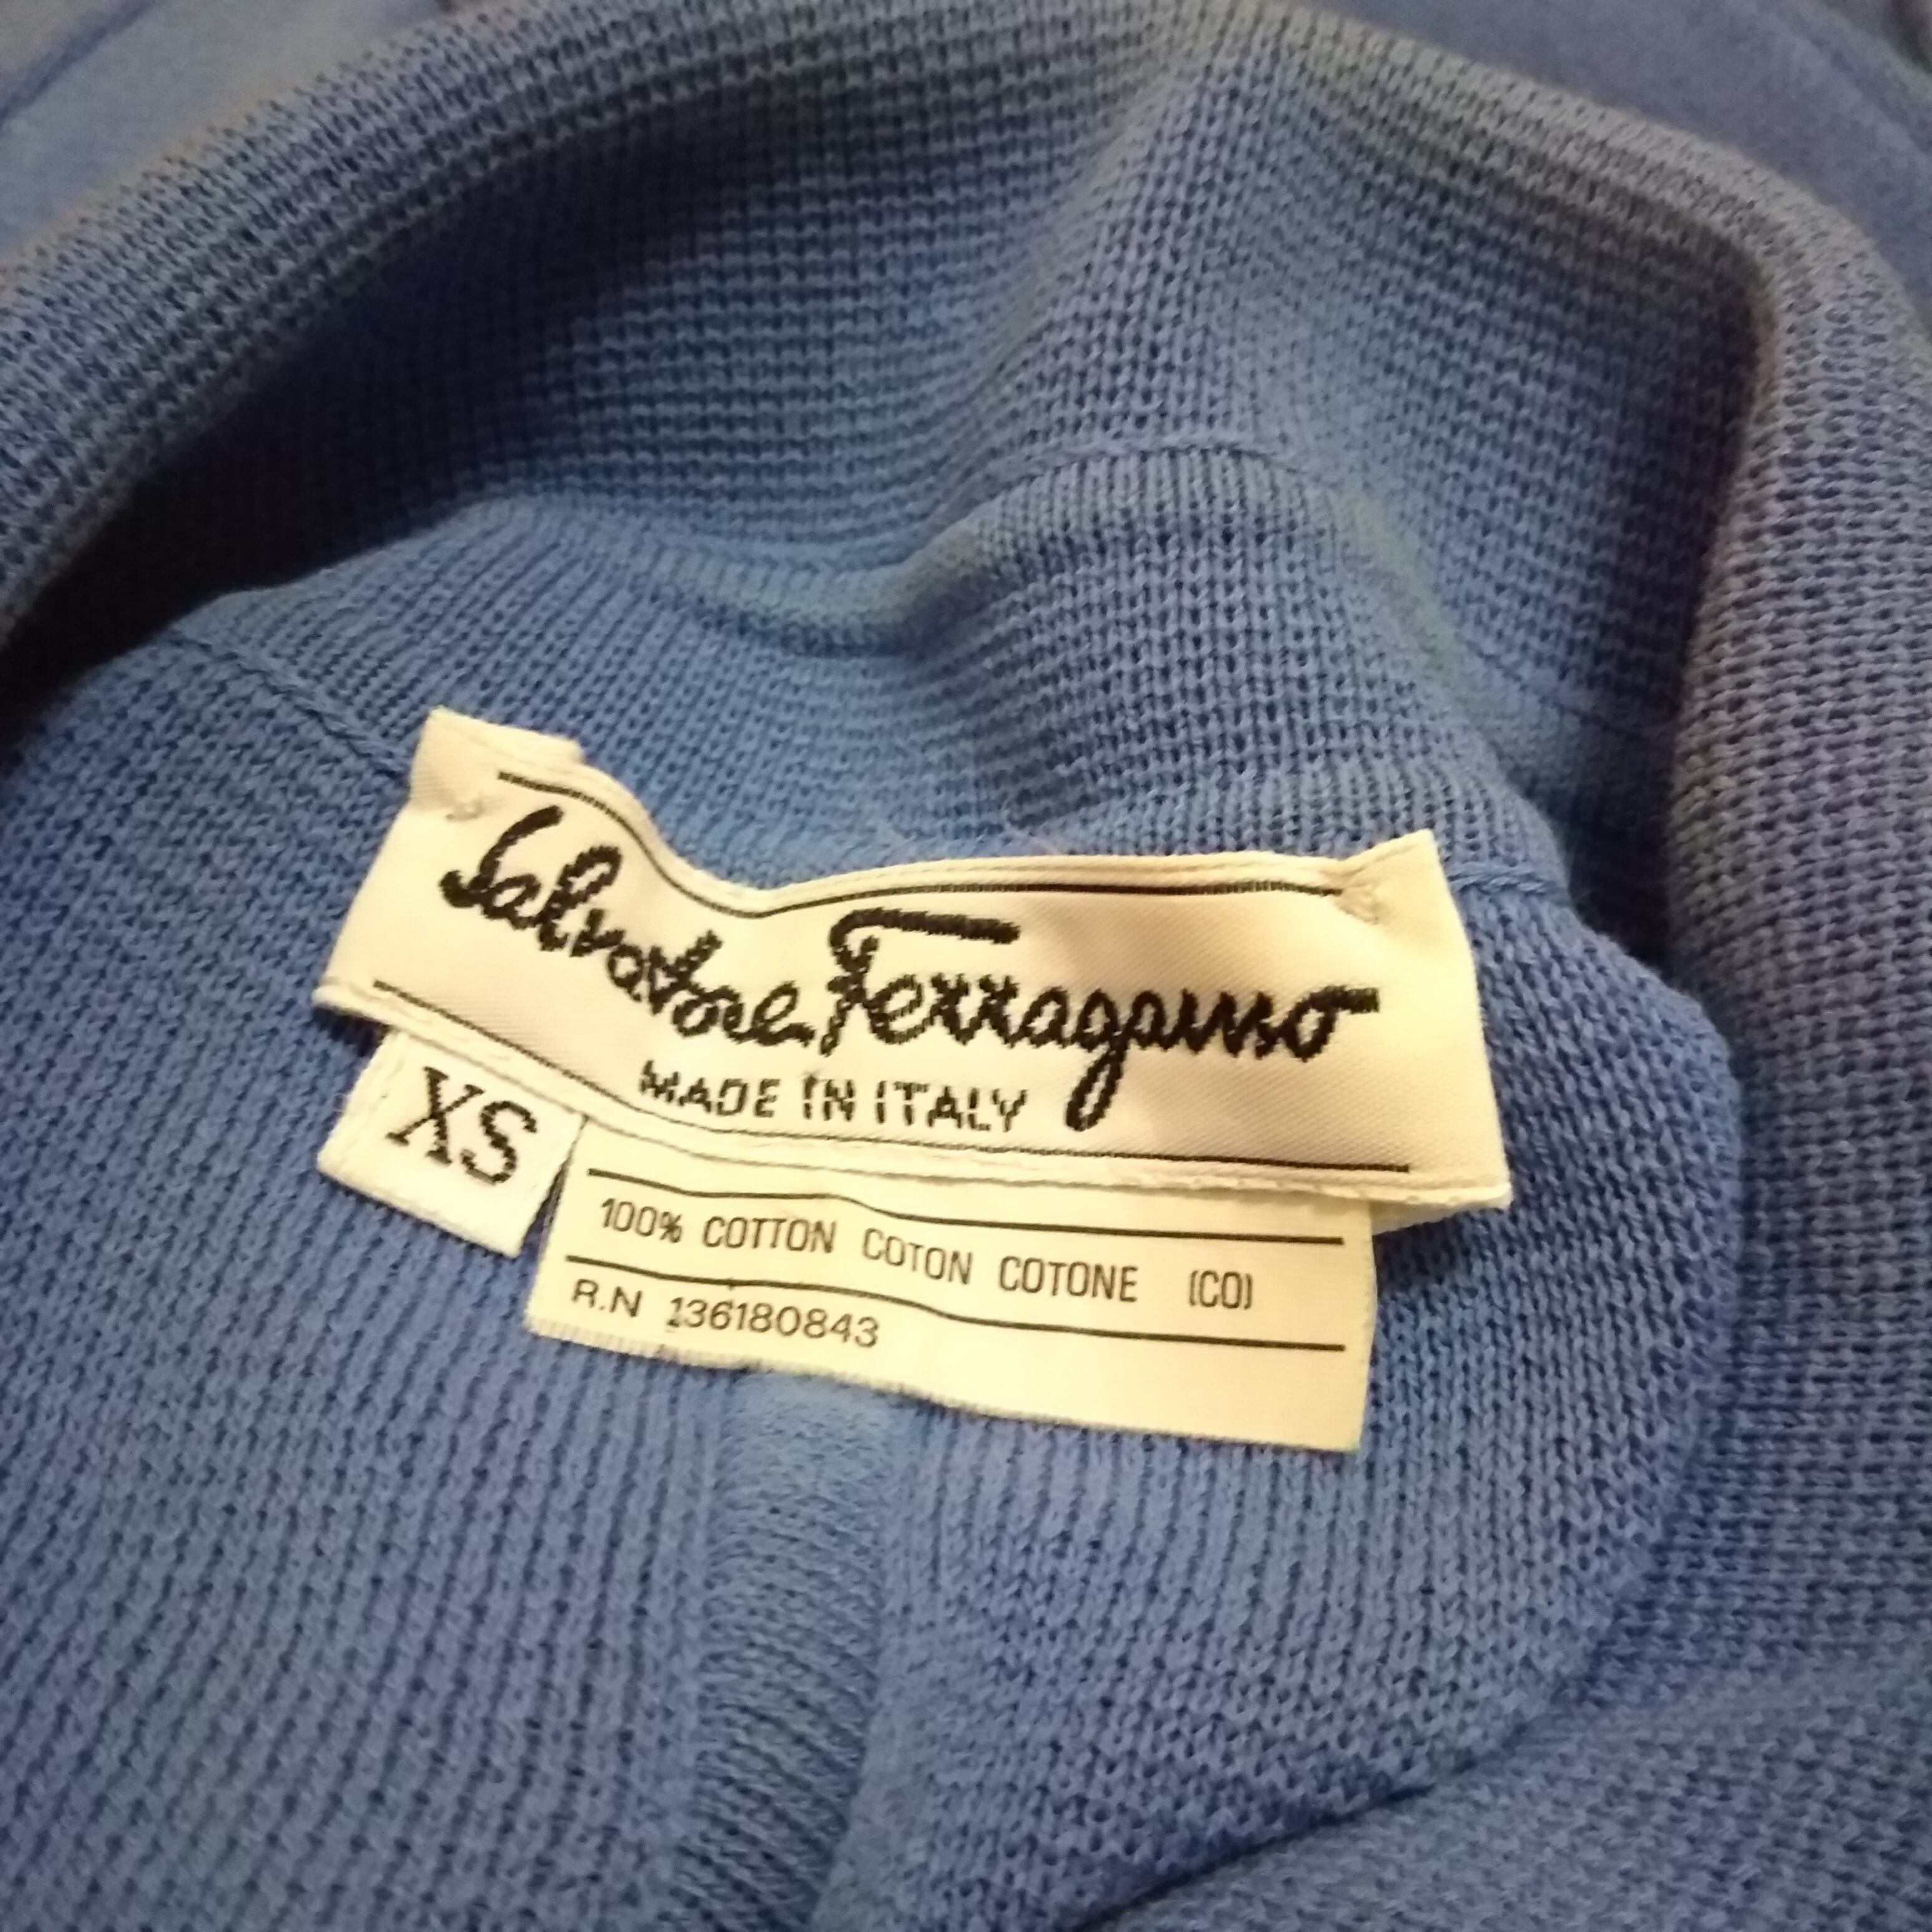 Salvatore Ferragamo
MADE IN ITALY
XS
100% COTTON COTON COTONE (CO)
R.N 136180843